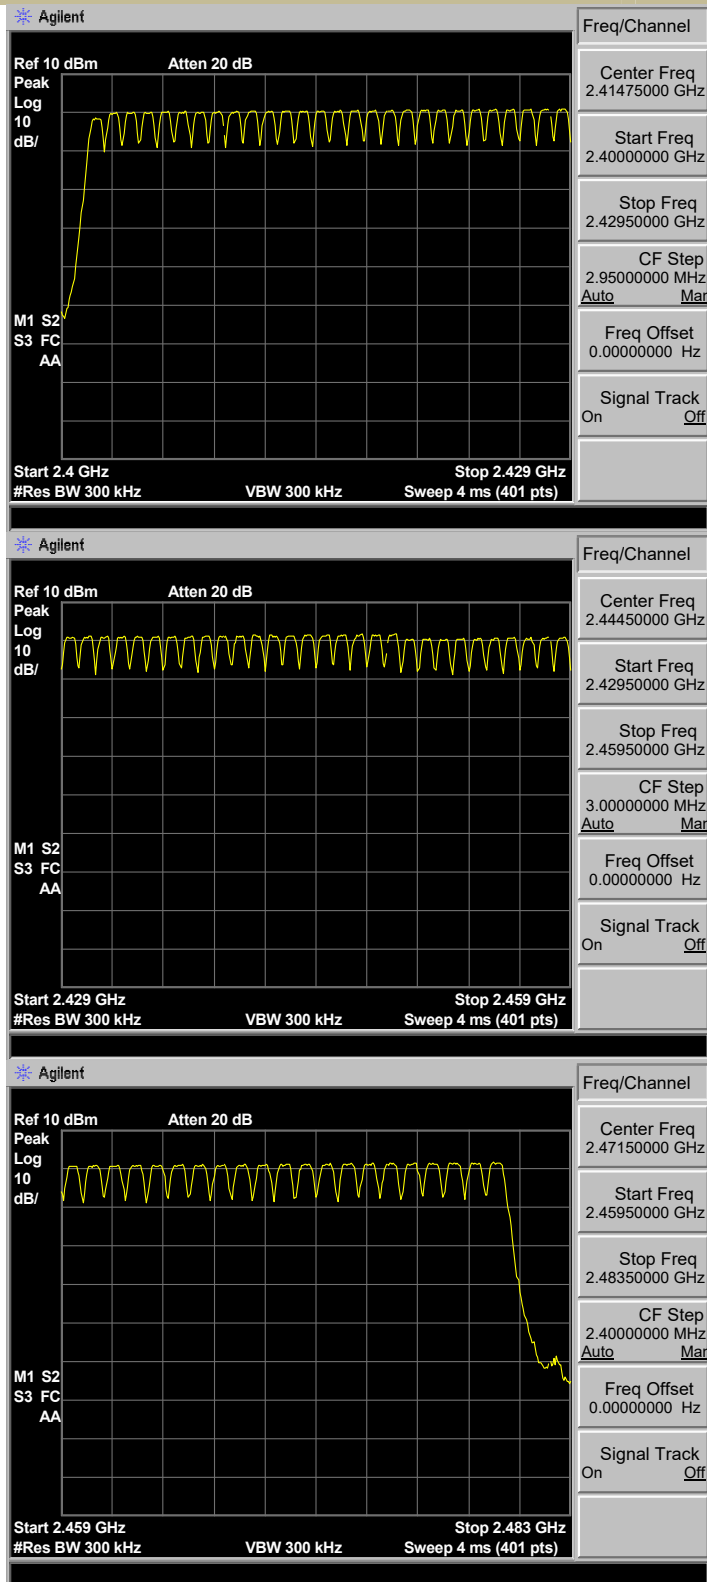 Agilent
Freq/Channel
Ref 10 dBm Atten 20 dB
Peak
Log
10
dB/
M1 S2
S3 FC
AA
Start 2.4 GHz Stop 2.429 GHz
#Res BW 300 kHz VBW 300 kHz Sweep 4 ms (401 pts)
Center Freq
2.41475000 GHz
Start Freq
2.40000000 GHz
Stop Freq
2.42950000 GHz
CF Step
2.95000000 MHz
Auto Man
Freq Offset
0.00000000 Hz
Signal Track
On Off
Agilent
Freq/Channel
Ref 10 dBm Atten 20 dB
Peak
Log
10
dB/
M1 S2
S3 FC
AA
Start 2.429 GHz Stop 2.459 GHz
#Res BW 300 kHz VBW 300 kHz Sweep 4 ms (401 pts)
Center Freq
2.44450000 GHz
Start Freq
2.42950000 GHz
Stop Freq
2.45950000 GHz
CF Step
3.00000000 MHz
Auto Man
Freq Offset
0.00000000 Hz
Signal Track
On Off
Agilent
Freq/Channel
Ref 10 dBm Atten 20 dB
Peak
Log
10
dB/
M1 S2
S3 FC
AA
Start 2.459 GHz Stop 2.483 GHz
#Res BW 300 kHz VBW 300 kHz Sweep 4 ms (401 pts)
Center Freq
2.47150000 GHz
Start Freq
2.45950000 GHz
Stop Freq
2.48350000 GHz
CF Step
2.40000000 MHz
Auto Man
Freq Offset
0.00000000 Hz
Signal Track
On Off